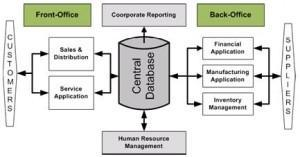 Front-Office
Coorporate Reporting
Back-Office
CUSTOMERS
Sales &
Distribution
Service
Application
Central
Database
Financial
Application
Manufacturing
Application
Inventory
Management
SUPPLIERS
Human Resource
Management